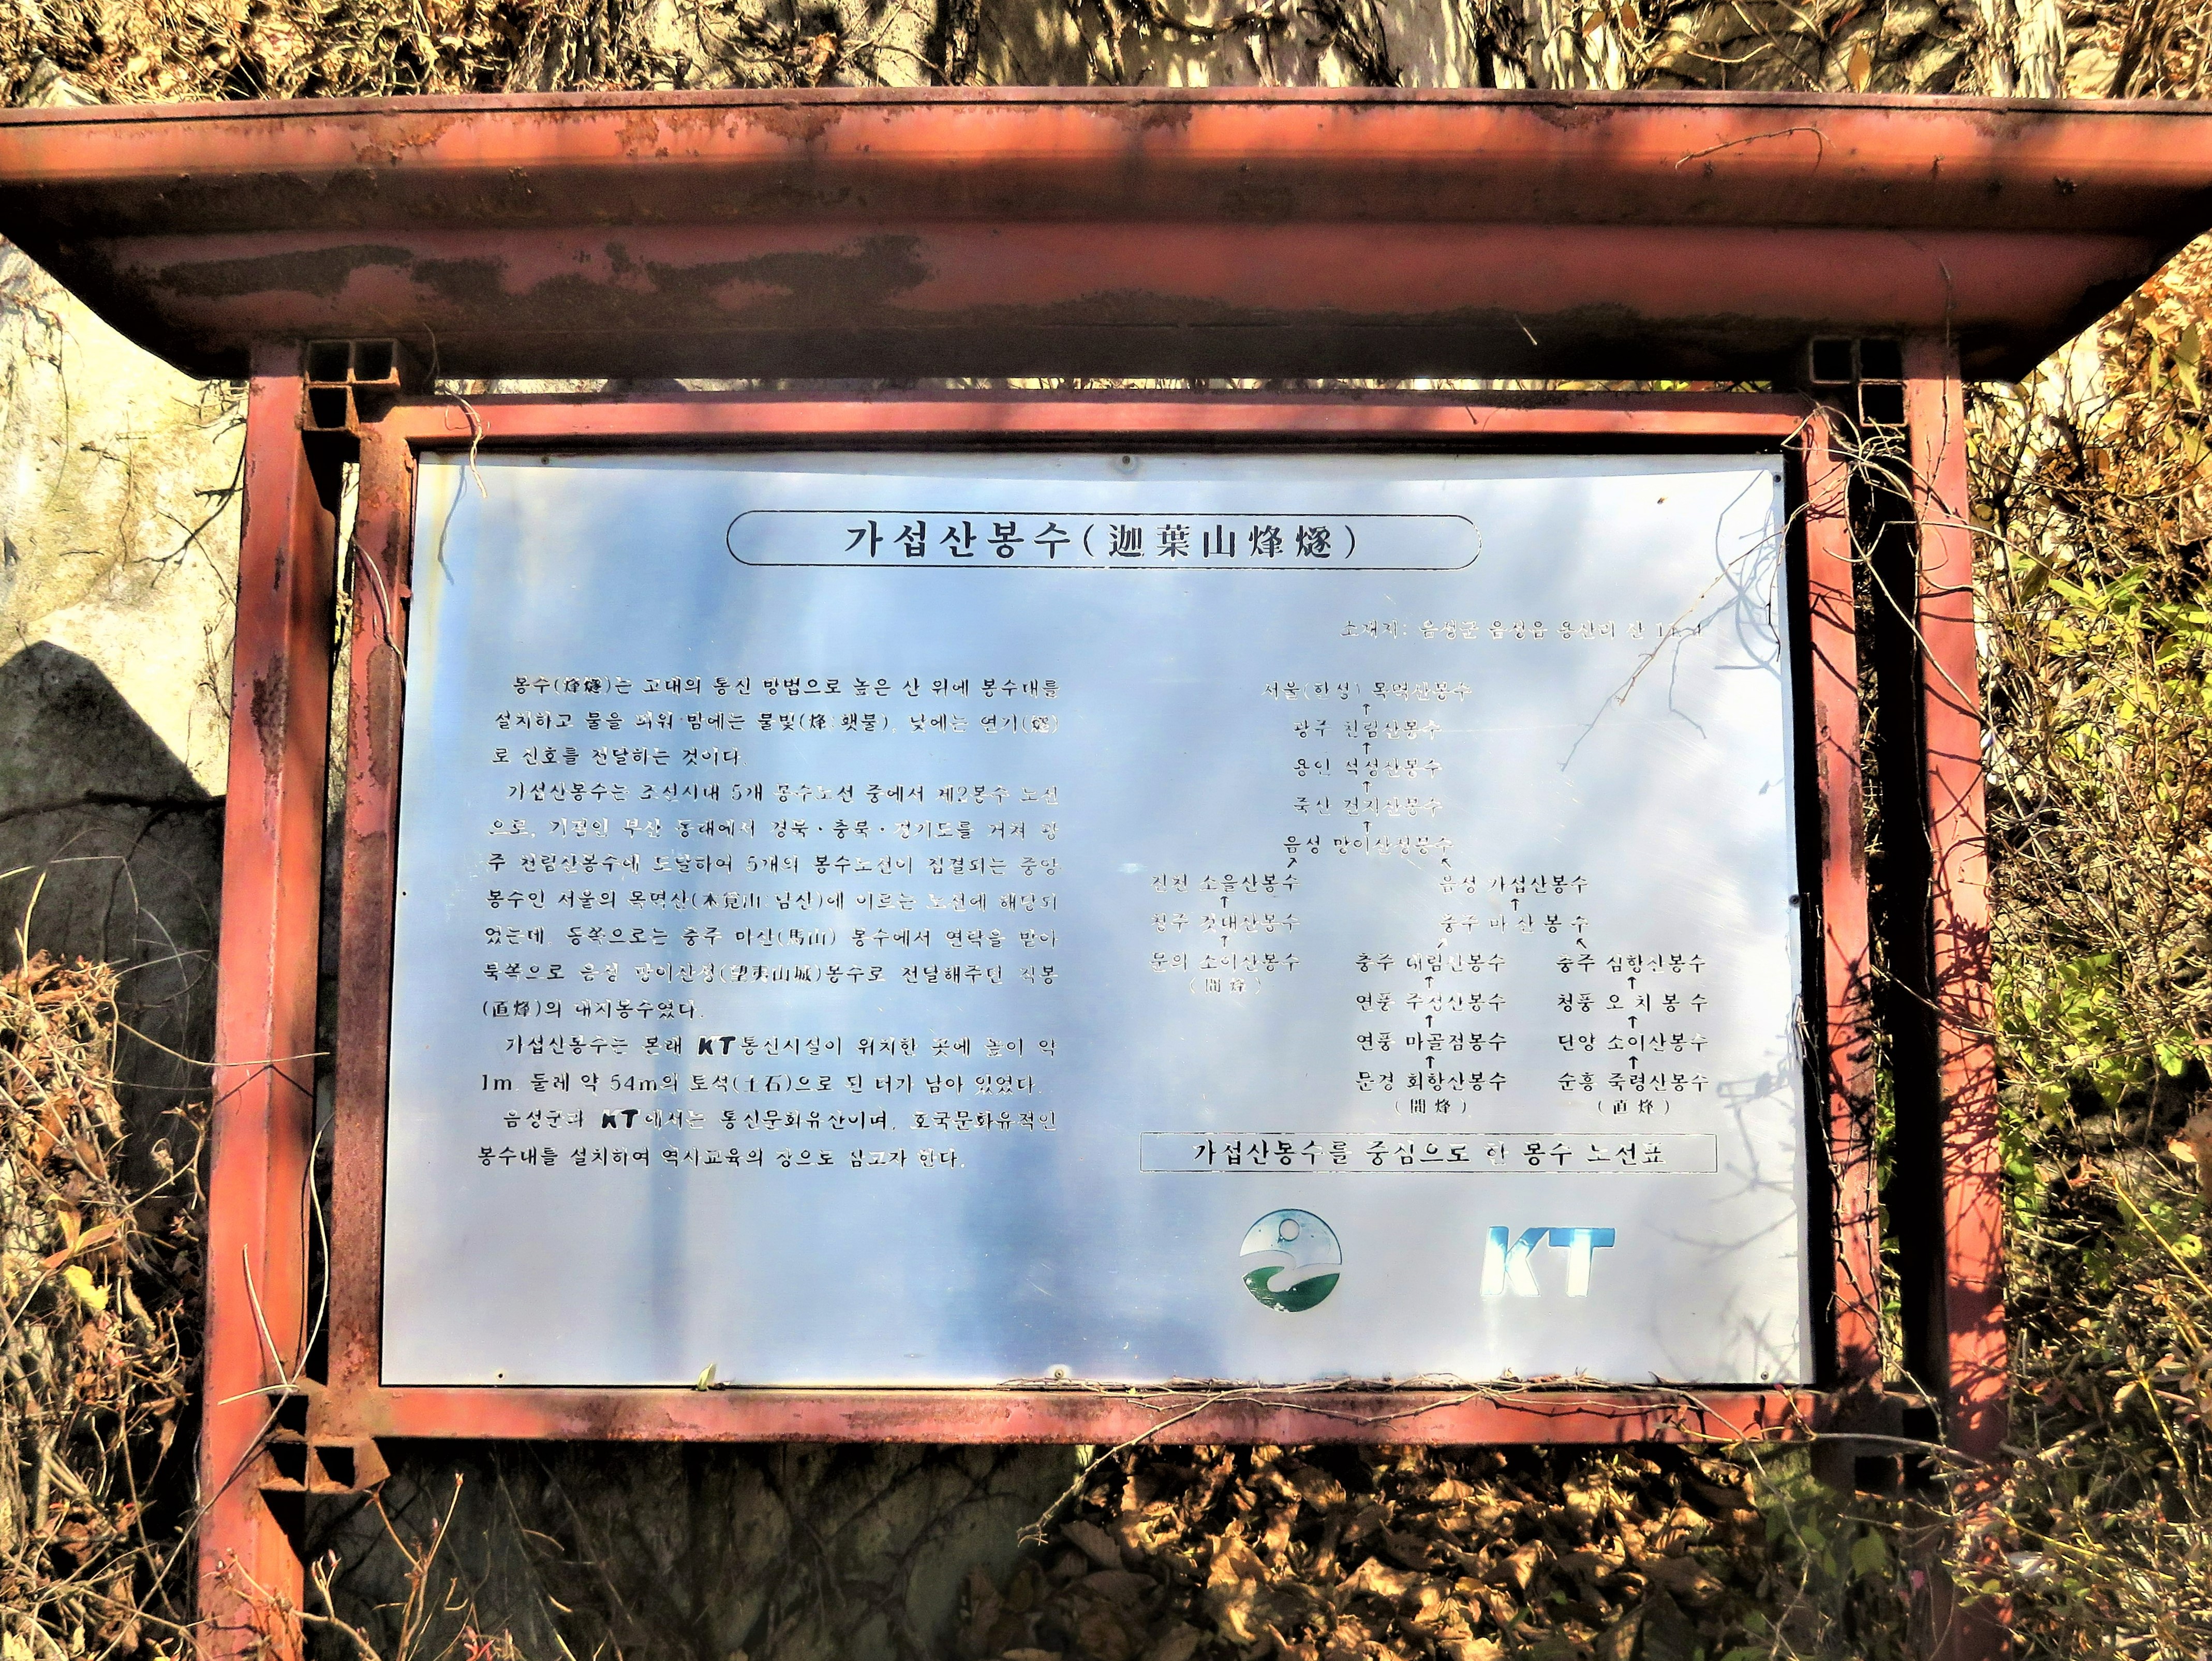 가섭산봉수(迦葉山烽燧)
소재지: 음성군 음성읍 용산리 산
봉수(烽燧)는 고대의 통신 방법으로 높은 산 위에 봉수대를
설치하고 불을 피워 밤에는 불빛(烽:횃불), 낮에는 연기(燧)
로 신호를 전달하는 것이다.
가섭산봉수는 조선시대 5개 봉수노선 중에서 제2봉수 노선
으로, 기점인 부산 동래에서 경북·충북·경기도를 거쳐 광
주 천림산봉수에 도달하여 5개의 봉수노선이 집결되는 중앙
봉수인 서울의 목멱산(木覓山:남산)에 이르는 노선에 해당되
었는데, 동쪽으로는 충주 마산(馬山) 봉수에서 연락을 받아
북쪽으로 음성 망이산성(望夷山城)봉수로 전달해주던 직봉
(直烽)의 내지봉수였다.
가섭산봉수는 본래 KT통신시설이 위치한 곳에 높이 약
1m, 둘레 약 54m의 토석(土石)으로 된 터가 남아 있었다.
음성군과 KT에서는 통신문화유산이며, 호국문화유적인
봉수대를 설치하여 역사교육의 장으로 삼고자 한다.
서울(한성) 목멱산봉수
↑
광주 천림산봉수
↑
용인 석성산봉수
↑
죽산 건지산봉수
↑
음성 망이산성봉수
↗ ↖
진천 소을산봉수 음성 가섭산봉수
↑ ↑
청주 것대산봉수 충주 마산봉수
↑ ↗ ↖
문의 소이산봉수 충주 대림산봉수 충주 심항산봉수
(間烽) ↑ ↑
연풍 주정산봉수 청풍 오치봉수
↑ ↑
연풍 마골점봉수 단양 소이산봉수
↑ ↑
문경 회항산봉수 순흥 죽령산봉수
(間烽) (直烽)
가섭산봉수를 중심으로 한 봉수 노선표
KT